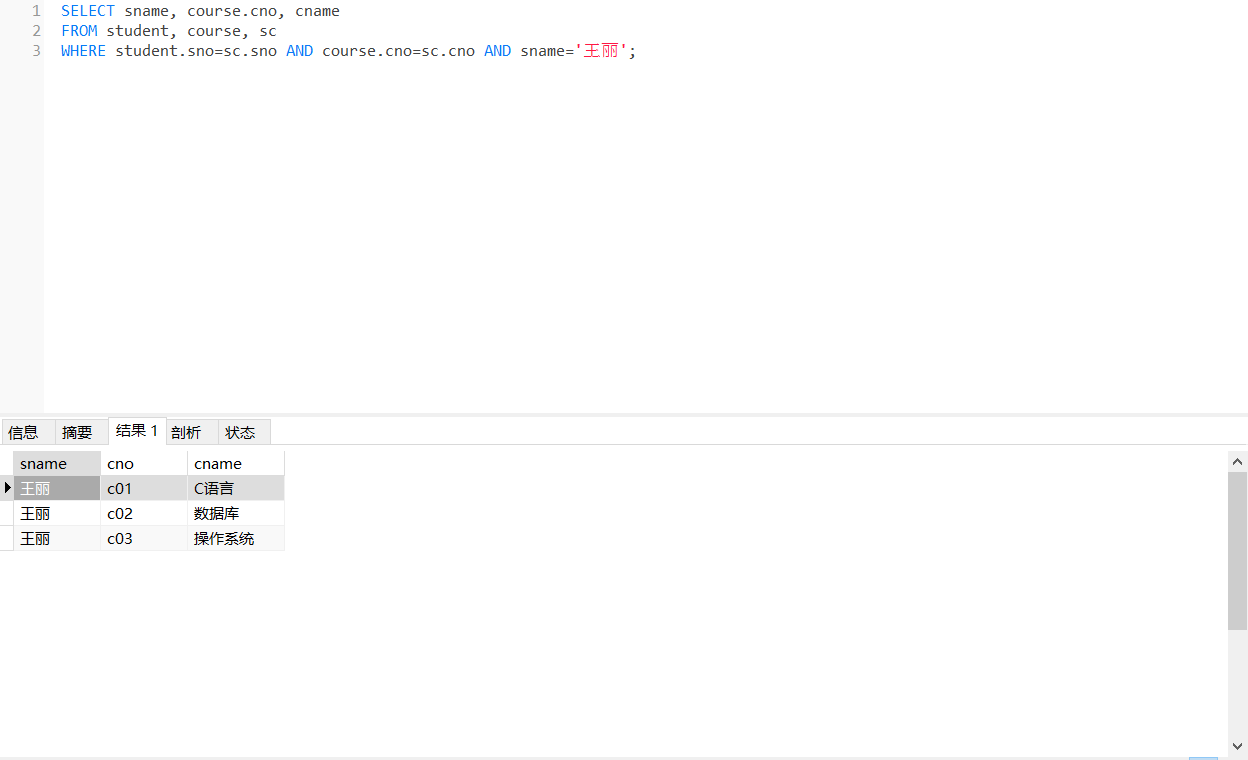 1 SELECT sname, course.cno, cname
2 FROM student, course, sc
3 WHERE student.sno=sc.sno AND course.cno=sc.cno AND sname='王丽';
信息 摘要 结果 1 剖析 状态
sname cno cname
王丽 c01 C语言
王丽 c02 数据库
王丽 c03 操作系统